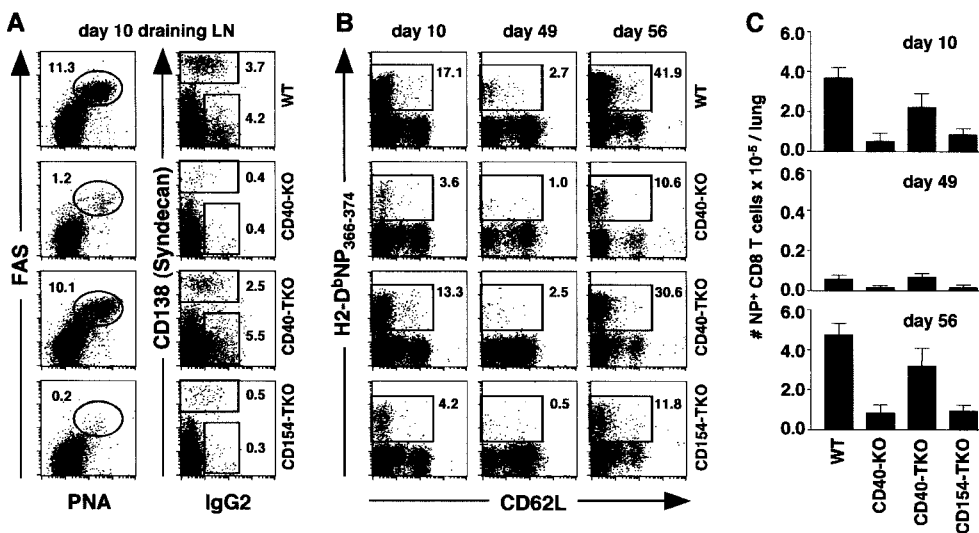 A
day 10 draining LN
FAS
11.3
1.2
10.1
0.2
PNA
CD138 (Syndecan)
3.7
4.2
WT
0.4
0.4
CD40-KO
2.5
5.5
CD40-TKO
0.5
0.3
CD154-TKO
IgG2
B
day 10 day 49 day 56
H2-DᵇNP₃₆₆₋₃₇₄
17.1 2.7 41.9
WT
3.6 1.0 10.6
CD40-KO
13.3 2.5 30.6
CD40-TKO
4.2 0.5 11.8
CD154-TKO
CD62L
C
# NP⁺ CD8 T cells x 10⁻⁵ / lung
6.0
day 10
4.0
2.0
0.0
0.6
day 49
0.4
0.2
0.0
6.0
day 56
4.0
2.0
0.0
WT
CD40-KO
CD40-TKO
CD154-TKO